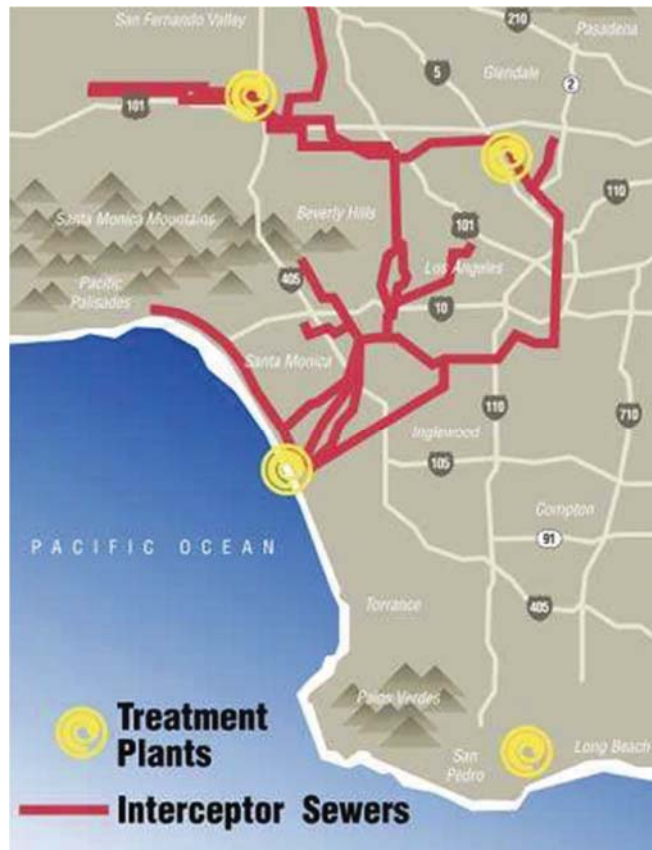 San Fernando Valley
210
Pasadena
5
Glendale
2
101
110
Santa Monica Mountains
Beverly Hills
101
Los Angeles
405
Pacific
Palisades
10
Santa Monica
110
710
Inglewood
105
Compton
91
PACIFIC OCEAN
Torrance
405
Palos Verdes
San
Pedro
Long Beach
Treatment
Plants
Interceptor Sewers